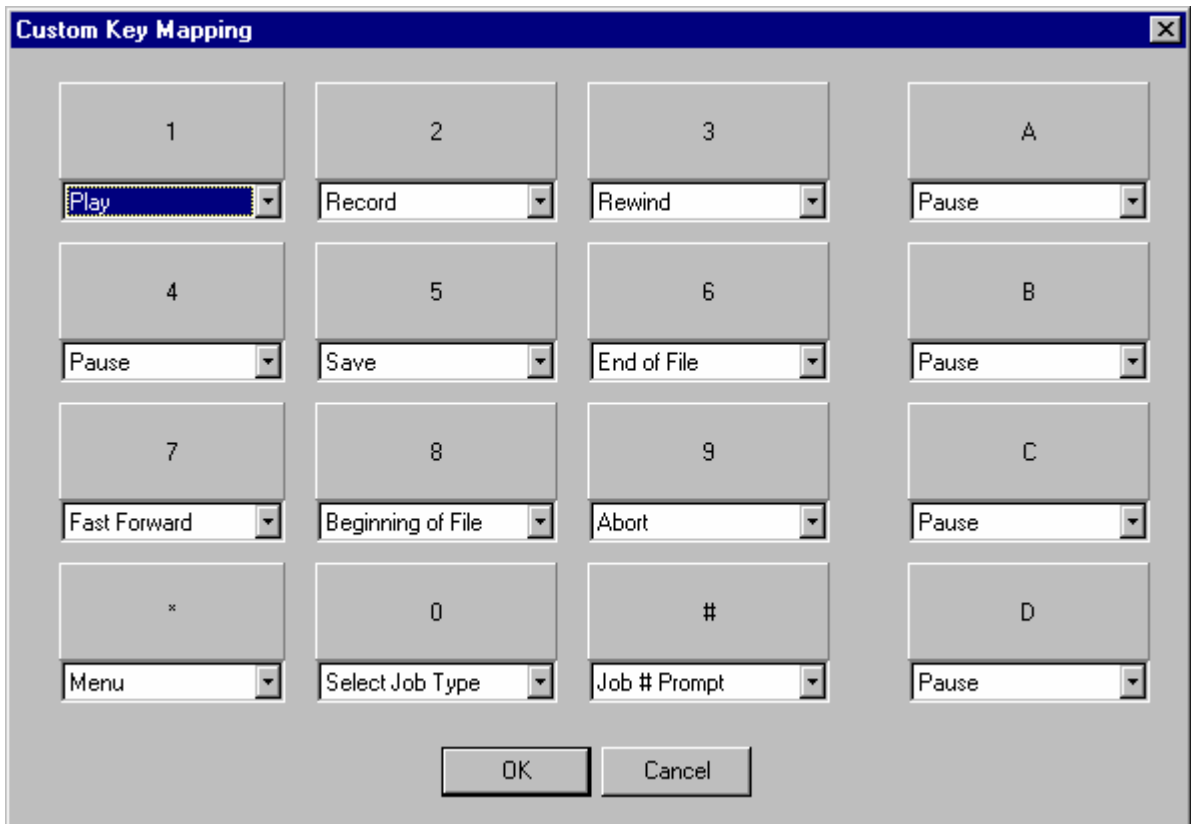 Custom Key Mapping
1 2 3 A
Play Record Rewind Pause
4 5 6 B
Pause Save End of File Pause
7 8 9 C
Fast Forward Beginning of File Abort Pause
* 0 # D
Menu Select Job Type Job # Prompt Pause
OK Cancel